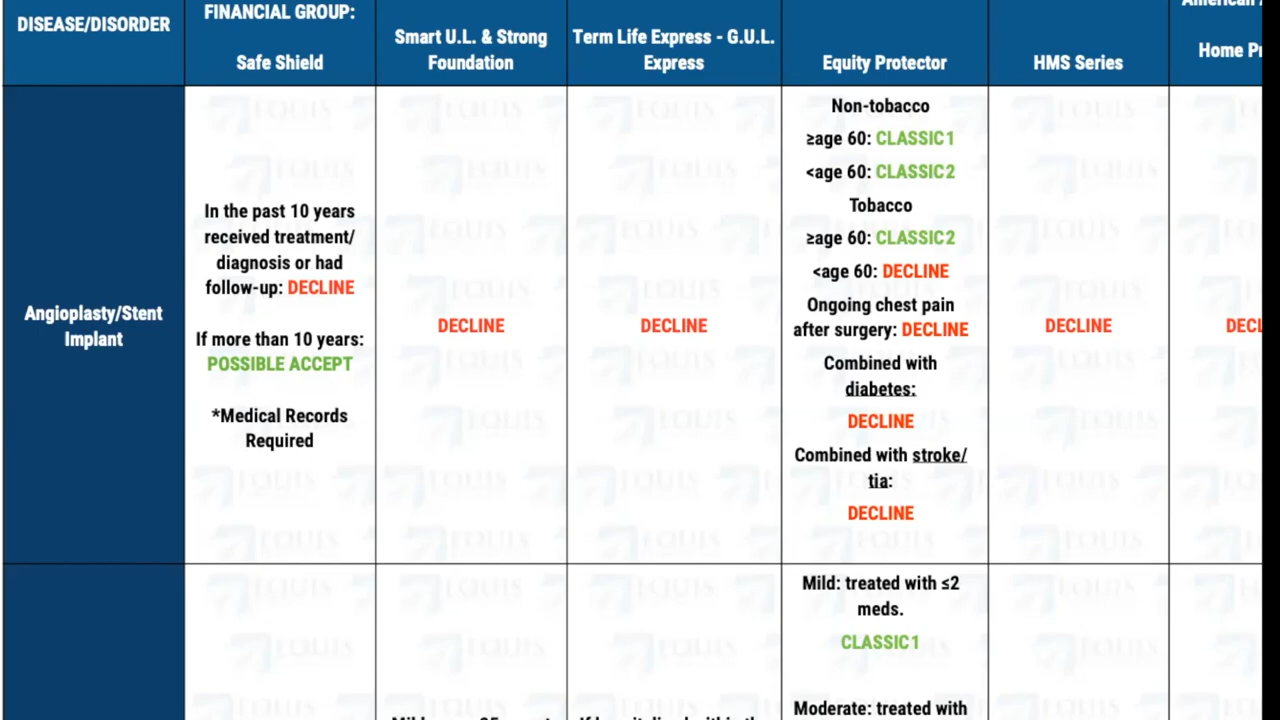 DISEASE/DISORDER
FINANCIAL GROUP:
Safe Shield
Smart U.L. & Strong
Foundation
Term Life Express - G.U.L.
Express
Equity Protector
HMS Series
Home
Angioplasty/Stent
Implant
In the past 10 years
received treatment/
diagnosis or had
follow-up: DECLINE
If more than 10 years:
POSSIBLE ACCEPT
*Medical Records
Required
DECLINE
DECLINE
Non-tobacco
≥age 60: CLASSIC1
<age 60: CLASSIC2
Tobacco
≥age 60: CLASSIC2
<age 60: DECLINE
Ongoing chest pain
after surgery: DECLINE
Combined with
diabetes:
DECLINE
Combined with stroke/
tia:
DECLINE
DECLINE
Mild: treated with ≤2
meds.
CLASSIC1
Moderate: treated with
EQUIS